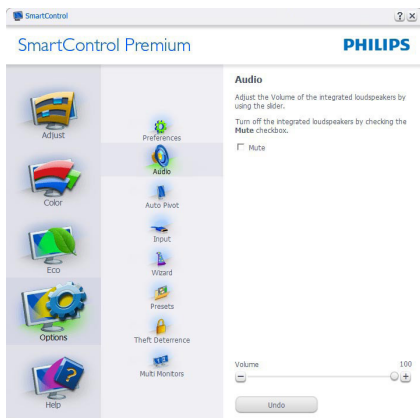 SmartControl
SmartControl Premium
PHILIPS
Adjust
Color
Eco
Options
Help
Preferences
Audio
Auto Pivot
Input
Wizard
Presets
Theft Deterrence
Multi Monitors
Audio
Adjust the Volume of the integrated loudspeakers by
using the slider.
Turn off the integrated loudspeakers by checking the
Mute checkbox.
Mute
Volume 100
Undo